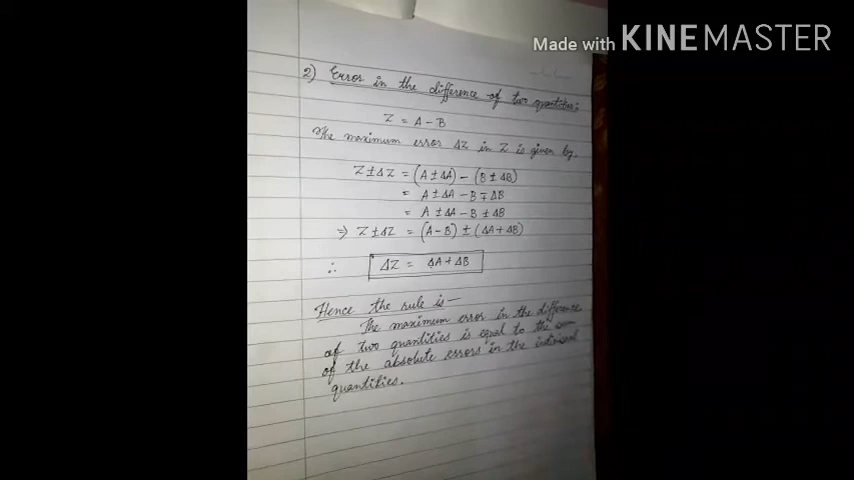 Made with KINEMASTER
2) Error in the difference of two quantities:
Z = A - B
The maximum error ΔZ in Z is given by.
Z ± ΔZ = (A ± ΔA) - (B ± ΔB)
= A ± ΔA - B ∓ ΔB
= A ± ΔA - B ± ΔB
⇒ Z ± ΔZ = (A - B) ± (ΔA + ΔB)
∴ ΔZ = ΔA + ΔB
Hence the rule is —
The maximum error in the difference
of two quantities is equal to the sum
of the absolute errors in the
quantities.